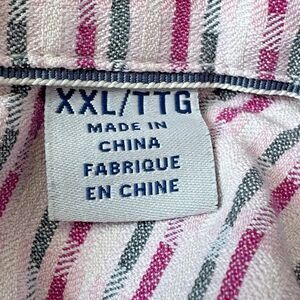 XXL/TTG
MADE IN
CHINA
FABRIQUE
EN CHINE